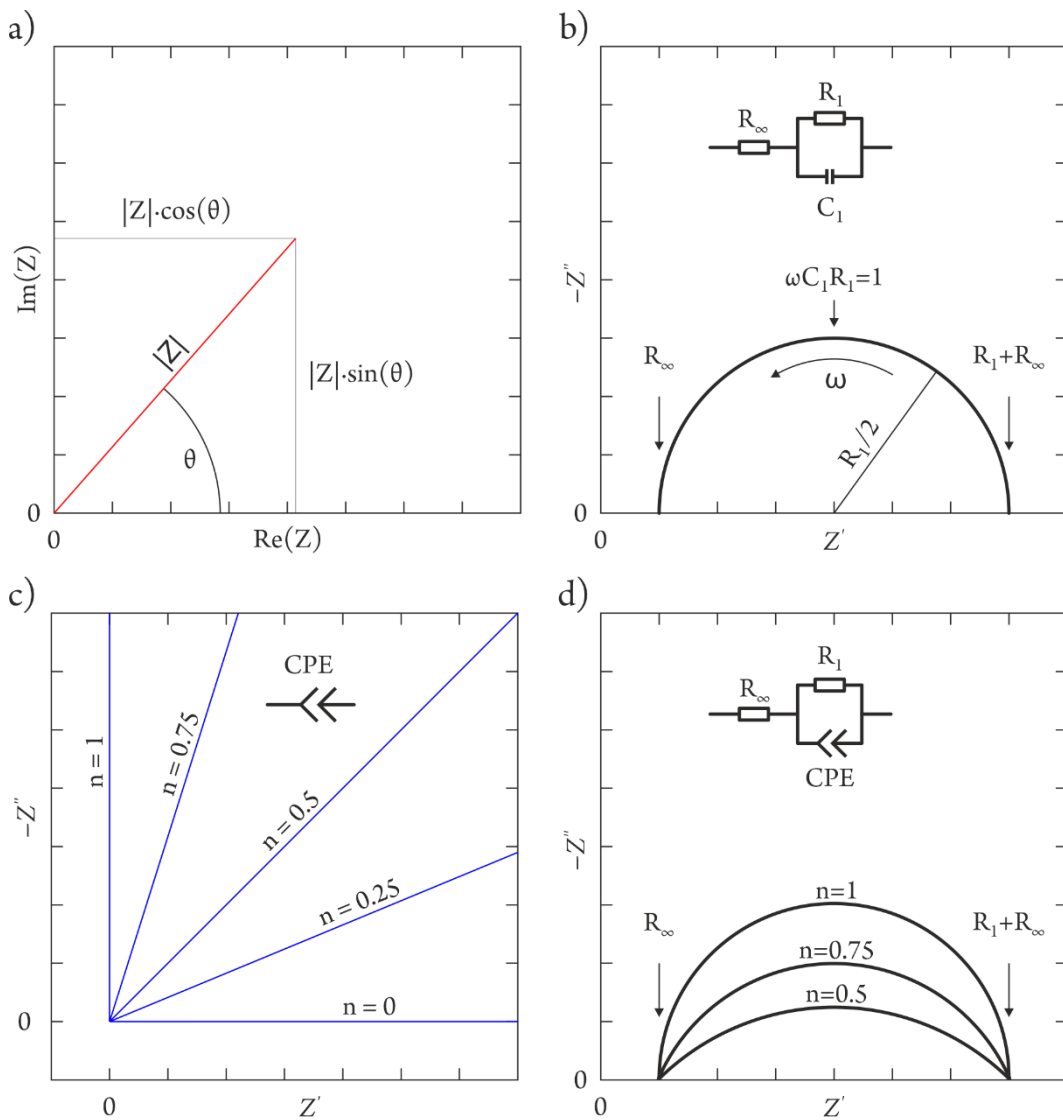 a)
|Z|·cos(θ)
Im(Z)
|Z|
|Z|·sin(θ)
θ
0
0
Re(Z)
b)
R₁
R∞
C₁
-Z″
ωC₁R₁=1
R∞
R₁+R∞
ω
R₁/2
0
0
Z′
c)
CPE
n = 1
n = 0.75
n = 0.5
-Z″
n = 0.25
n = 0
0
0
Z′
d)
R₁
R∞
CPE
-Z″
n=1
R∞
R₁+R∞
n=0.75
n=0.5
0
0
Z′